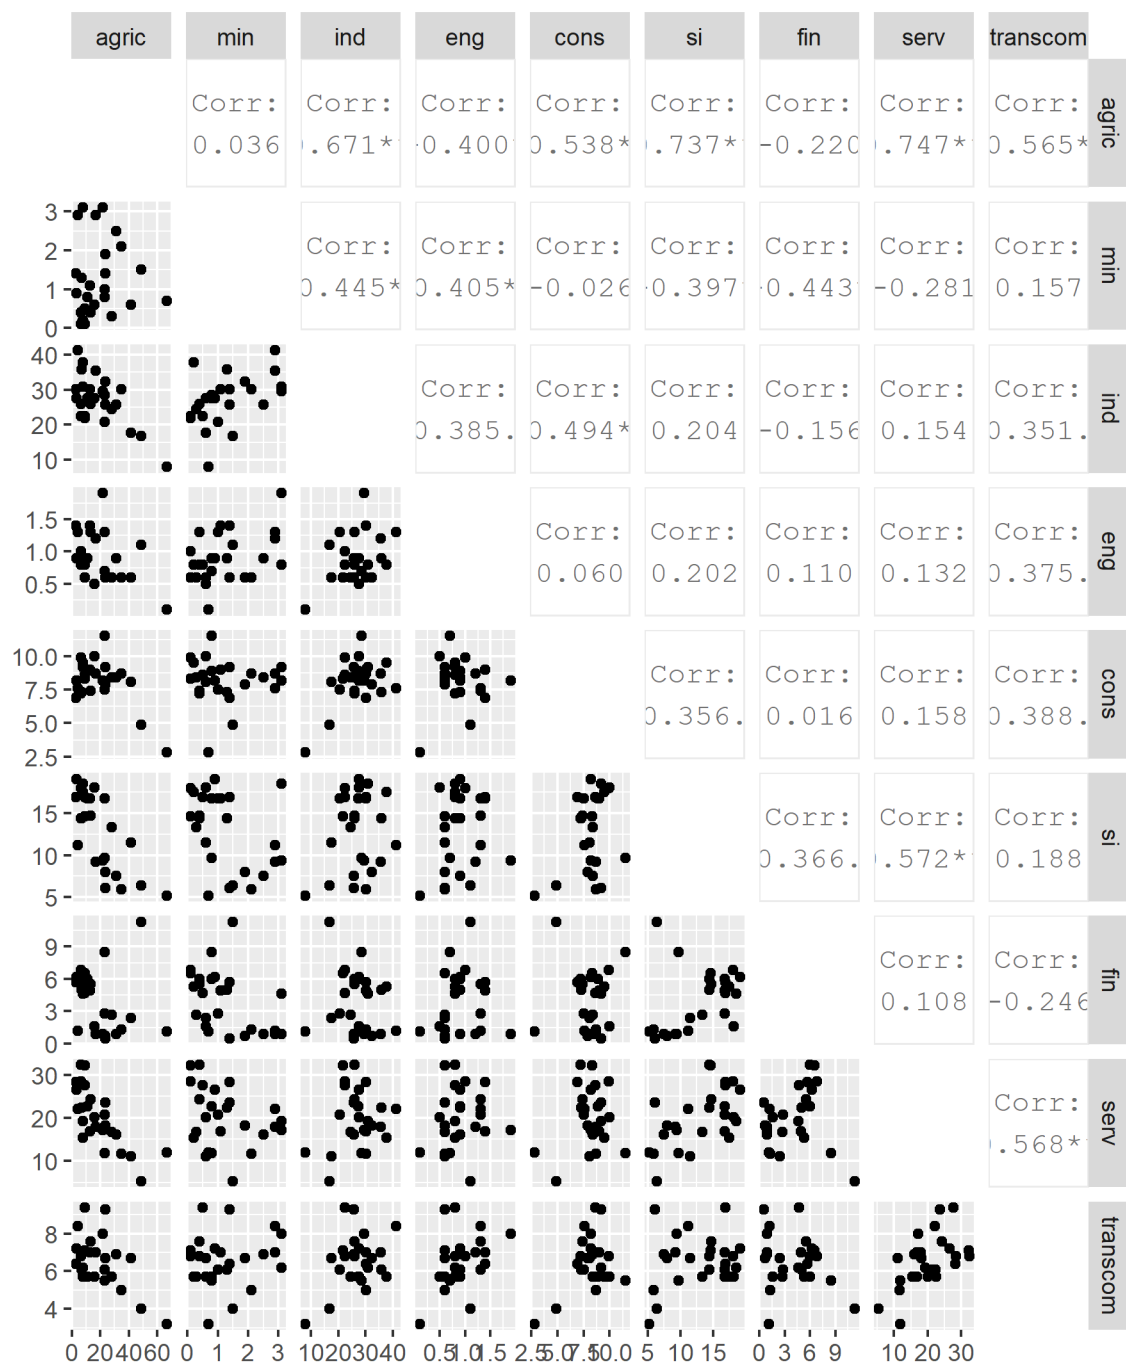 agric min ind eng cons si fin serv transcom
Corr: Corr: Corr: Corr: Corr: Corr: Corr: Corr: agric
0.036 .671* -0.400 0.538* .737* -0.220 .747* 0.565*
3
2
1
0
Corr: Corr: Corr: Corr: Corr: Corr: Corr: min
0.445* 0.405* -0.026 -0.397 -0.443 -0.281 0.157
40
30
20
10
Corr: Corr: Corr: Corr: Corr: Corr: ind
0.385. 0.494* 0.204 -0.156 0.154 0.351.
1.5
1.0
0.5
Corr: Corr: Corr: Corr: Corr: eng
0.060 0.202 0.110 0.132 0.375.
10.0
7.5
5.0
2.5
Corr: Corr: Corr: Corr: cons
0.356. 0.016 0.158 0.388.
15
10
5
Corr: Corr: Corr: si
0.366. .572* 0.188
9
6
3
0
Corr: Corr: fin
0.108 -0.246
30
20
10
Corr: serv
.568*
8
6
4
transcom
0 20 40 60 0 1 2 3 10 20 30 40 0.5 1.0 1.5 2.5 5.0 7.5 10.0 5 10 15 0 3 6 9 10 20 30